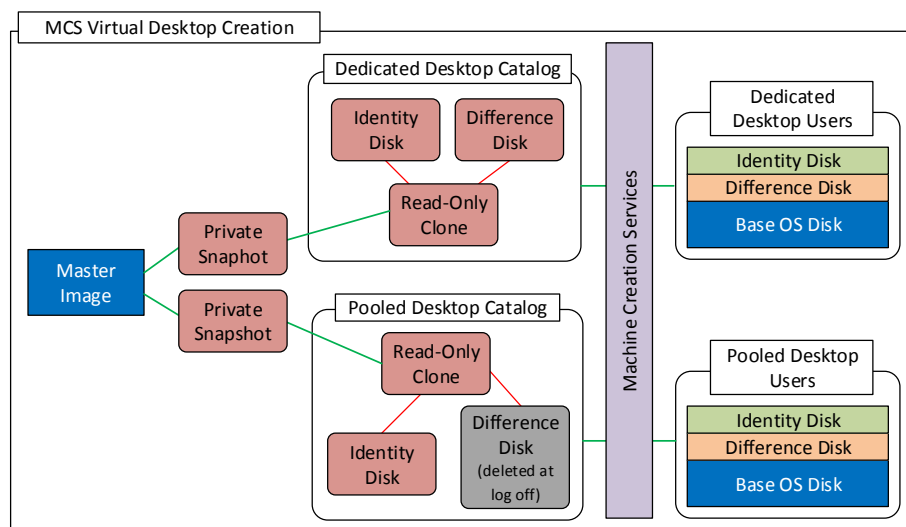 MCS Virtual Desktop Creation
Dedicated Desktop Catalog
Identity
Disk
Difference
Disk
Read-Only
Clone
Private
Snaphot
Master
Image
Private
Snapshot
Pooled Desktop Catalog
Read-Only
Clone
Identity
Disk
Difference
Disk
(deleted at
log off)
Machine Creation Services
Dedicated
Desktop Users
Identity Disk
Difference Disk
Base OS Disk
Pooled Desktop
Users
Identity Disk
Difference Disk
Base OS Disk